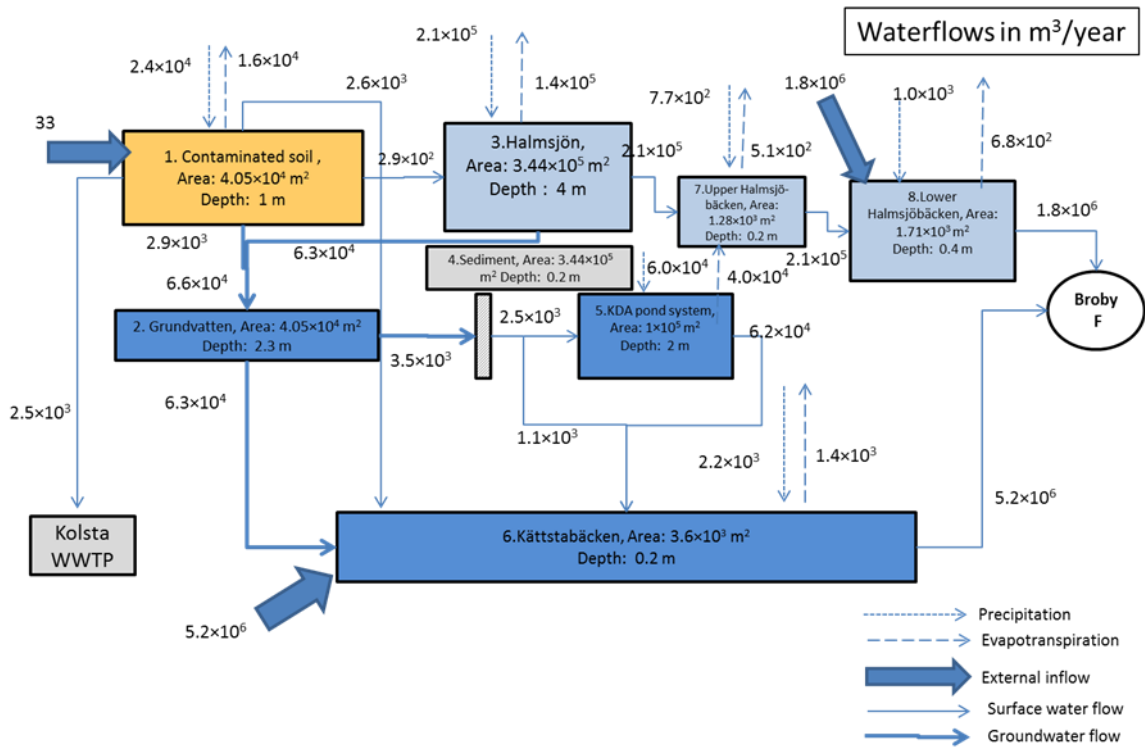 Waterflows in m³/year
2.4×10⁴
1.6×10⁴
2.6×10³
2.1×10⁵
1.4×10⁵
7.7×10²
5.1×10²
1.8×10⁶
1.0×10³
6.8×10²
33
1. Contaminated soil ,
Area: 4.05×10⁴ m²
Depth: 1 m
2.9×10²
3.Halmsjön,
Area: 3.44×10⁵ m²
Depth : 4 m
2.1×10⁵
7.Upper Halmsjö-
bäcken, Area:
1.28×10³ m²
Depth: 0.2 m
2.1×10⁵
8.Lower
Halmsjöbäcken, Area:
1.71×10³ m²
Depth: 0.4 m
1.8×10⁶
2.9×10³
6.3×10⁴
6.6×10⁴
4.Sediment, Area: 3.44×10⁵
m² Depth: 0.2 m
6.0×10⁴
4.0×10⁴
Broby
F
2. Grundvatten, Area: 4.05×10⁴ m²
Depth: 2.3 m
3.5×10³
2.5×10³
5.KDA pond system,
Area: 1×10⁵ m²
Depth: 2 m
6.2×10⁴
6.3×10⁴
2.5×10³
1.1×10³
2.2×10³
1.4×10³
5.2×10⁶
Kolsta
WWTP
6.Kättstabäcken, Area: 3.6×10³ m²
Depth: 0.2 m
5.2×10⁶
Precipitation
Evapotranspiration
External inflow
Surface water flow
Groundwater flow